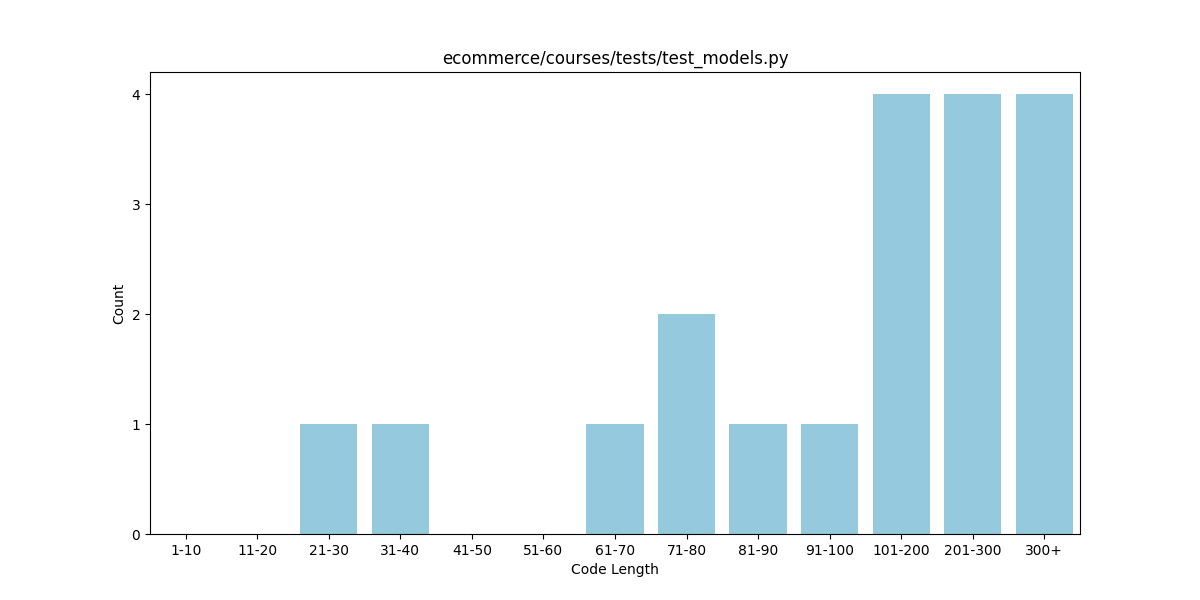 ecommerce/courses/tests/test_models.py
4
3
2
1
0
Count
1-10 11-20 21-30 31-40 41-50 51-60 61-70 71-80 81-90 91-100 101-200 201-300 300+
Code Length